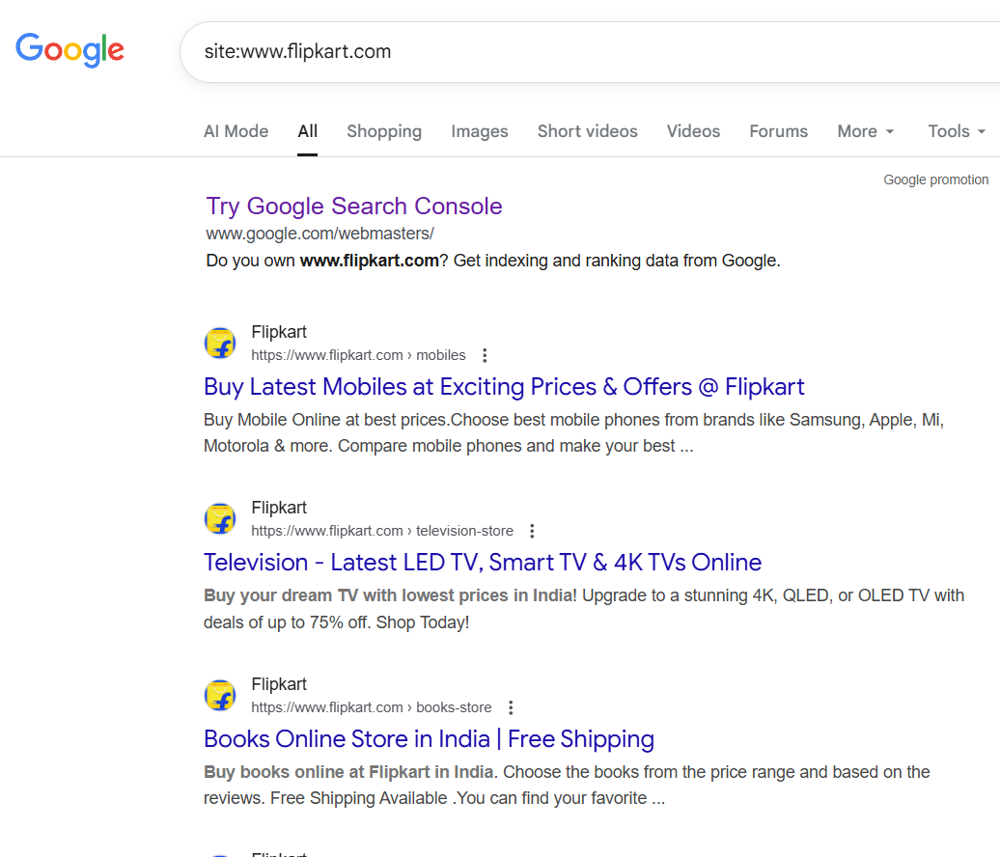 Google
site:www.flipkart.com
AI Mode All Shopping Images Short videos Videos Forums More Tools
Google promotion
Try Google Search Console
www.google.com/webmasters/
Do you own www.flipkart.com? Get indexing and ranking data from Google.
Flipkart
https://www.flipkart.com › mobiles
Buy Latest Mobiles at Exciting Prices & Offers @ Flipkart
Buy Mobile Online at best prices.Choose best mobile phones from brands like Samsung, Apple, Mi,
Motorola & more. Compare mobile phones and make your best ...
Flipkart
https://www.flipkart.com › television-store
Television - Latest LED TV, Smart TV & 4K TVs Online
Buy your dream TV with lowest prices in India! Upgrade to a stunning 4K, QLED, or OLED TV with
deals of up to 75% off. Shop Today!
Flipkart
https://www.flipkart.com › books-store
Books Online Store in India | Free Shipping
Buy books online at Flipkart in India. Choose the books from the price range and based on the
reviews. Free Shipping Available .You can find your favorite ...
Flipkart